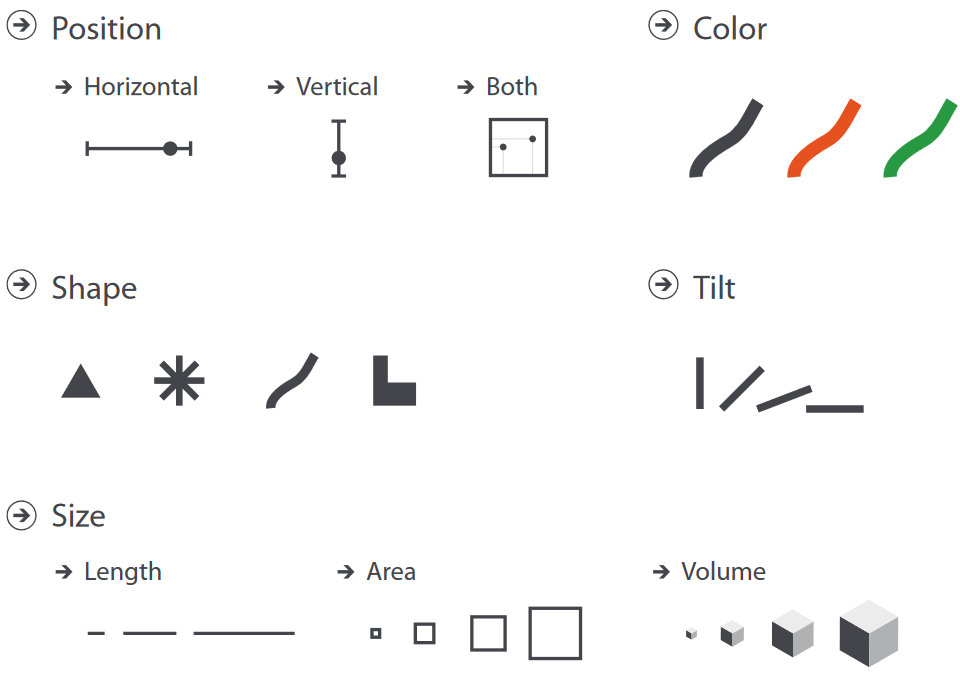 Position
Color
Horizontal
Vertical
Both
Shape
Tilt
Size
Length
Area
Volume